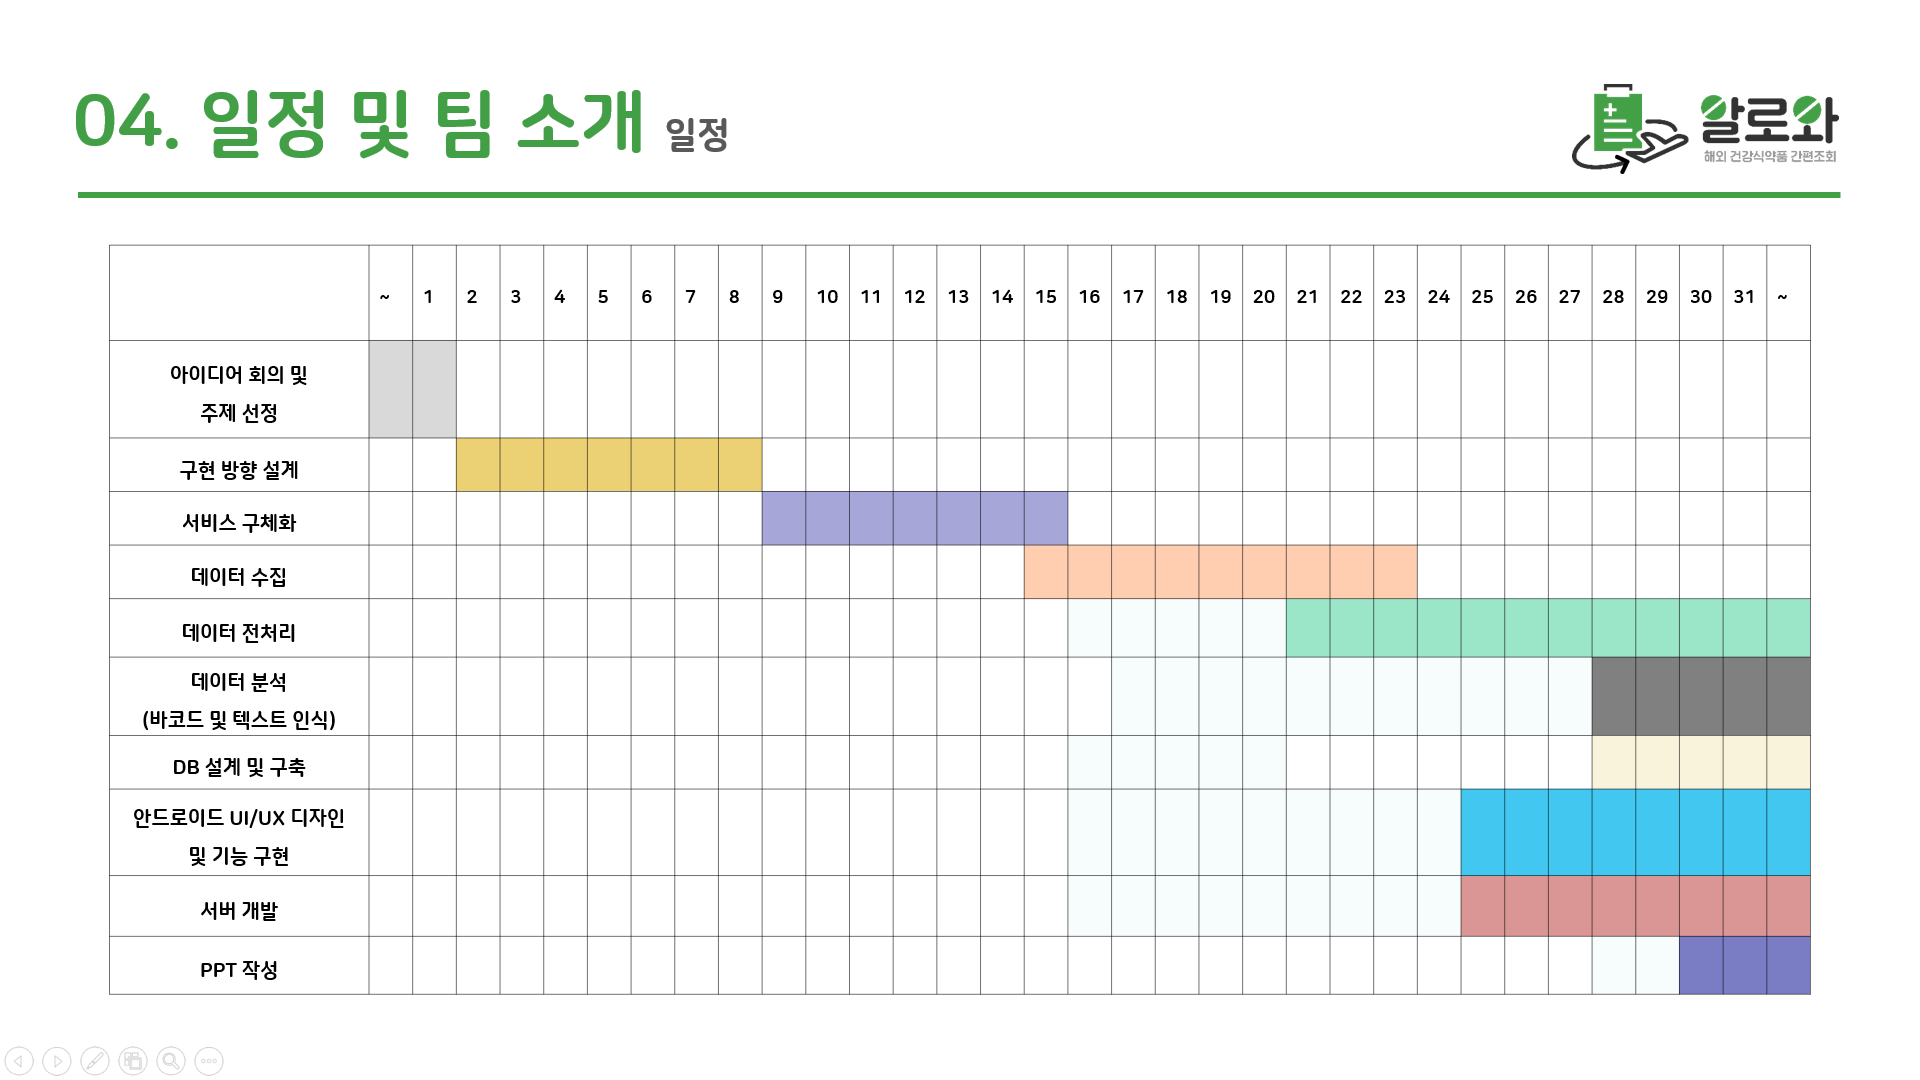 04. 일정 및 팀 소개 일정
알로와
해외 건강식약품 간편조회
~ 1 2 3 4 5 6 7 8 9 10 11 12 13 14 15 16 17 18 19 20 21 22 23 24 25 26 27 28 29 30 31 ~
아이디어 회의 및
주제 선정
구현 방향 설계
서비스 구체화
데이터 수집
데이터 전처리
데이터 분석
(바코드 및 텍스트 인식)
DB 설계 및 구축
안드로이드 UI/UX 디자인
및 기능 구현
서버 개발
PPT 작성